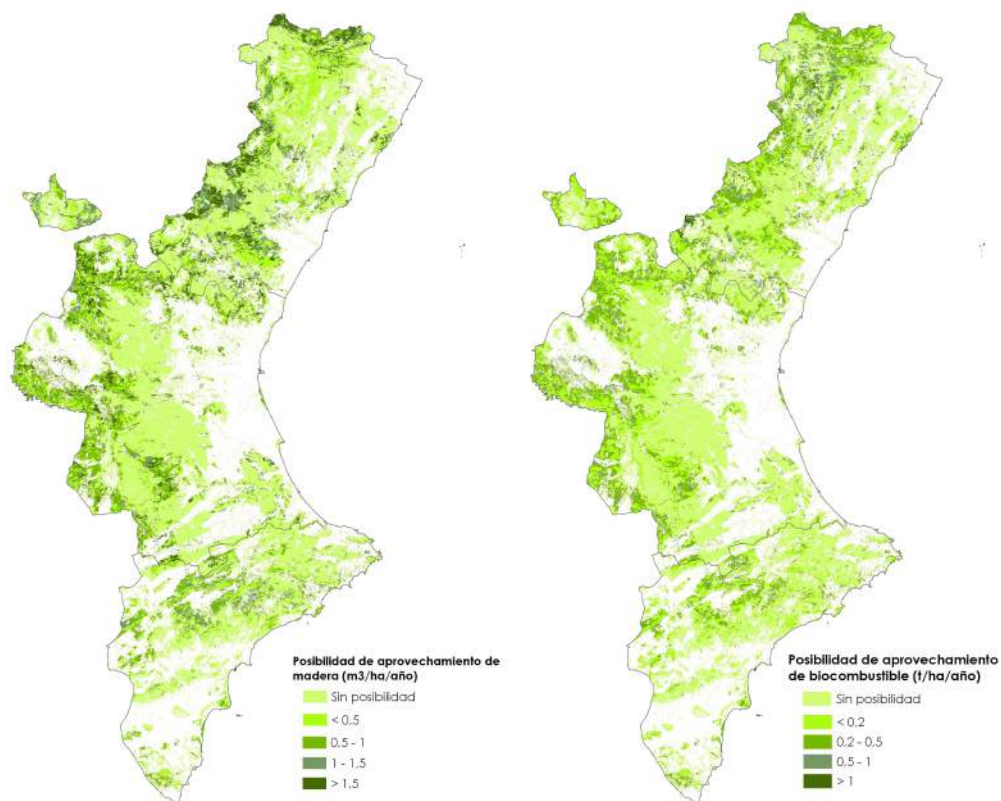 Posibilidad de aprovechamiento de
madera (m3/ha/año)
Sin posibilidad
< 0,5
0,5 - 1
1 - 1,5
> 1,5
Posibilidad de aprovechamiento
de biocombustible (t/ha/año)
Sin posibilidad
< 0,2
0,2 - 0,5
0,5 - 1
> 1